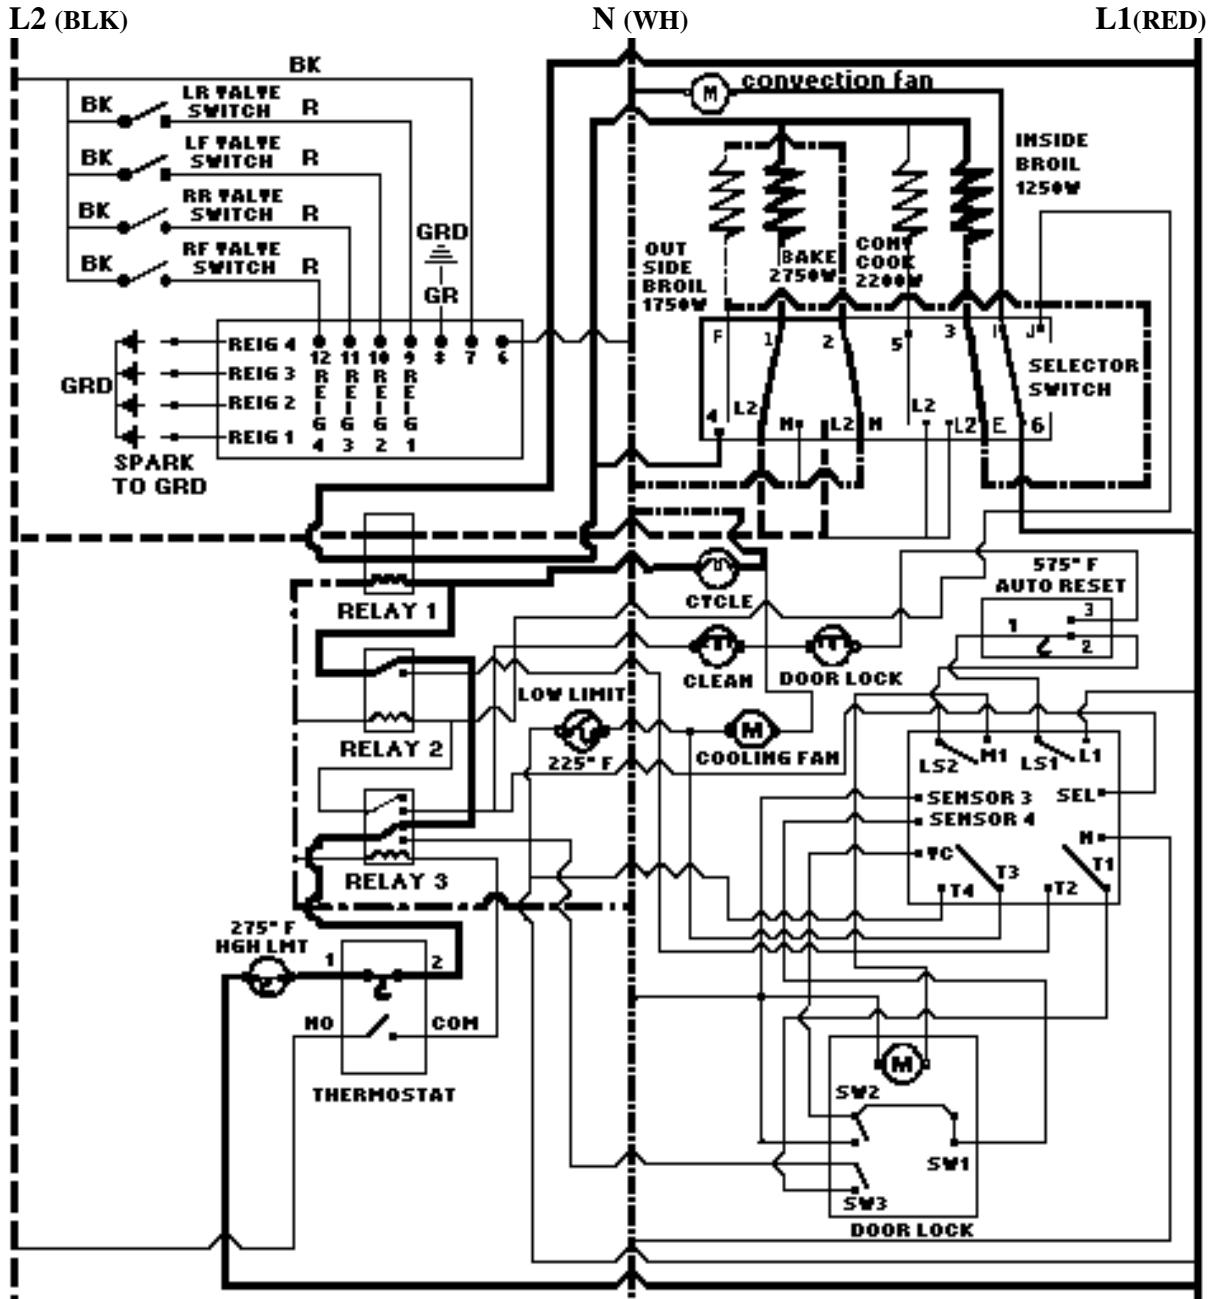 L2 (BLK)
N (WH)
L1(RED)
BK
LR VALVE
SWITCH
BK
R
LF VALVE
SWITCH
BK
R
RR VALVE
SWITCH
BK
R
RF VALVE
SWITCH
BK
R
GRD
GR
convection fan
M
INSIDE
BROIL
1250W
OUT
SIDE
BROIL
1750W
BAKE
2750W
CONV
COOK
2200W
REIG 4
REIG 3
REIG 2
REIG 1
12
11
10
9
8
7
6
REIG 4
REIG 3
REIG 2
REIG 1
GRD
SPARK
TO GRD
F
1
2
5
3
I
J
SELECTOR
SWITCH
4
L2
N
L2
N
L2
L2
E
6
RELAY 1
CYCLE
575° F
AUTO RESET
3
1
2
CLEAN
DOOR LOCK
LOW LIMIT
RELAY 2
225° F
M
COOLING FAN
LS2
M1
LS1
L1
SENSOR 3
SEL
SENSOR 4
N
YC
T3
T1
T4
T2
RELAY 3
275° F
HGH LMT
1
2
NO
COM
THERMOSTAT
M
SW2
SW1
SW3
DOOR LOCK